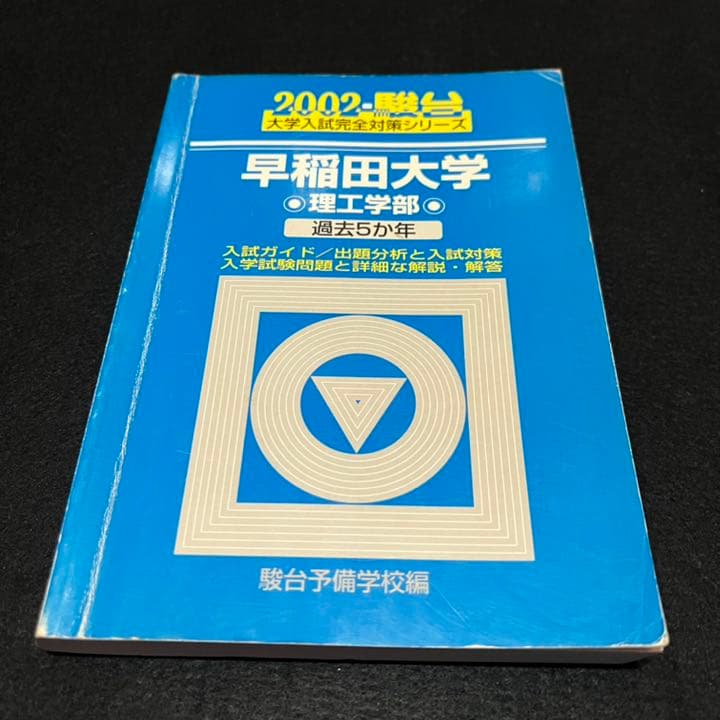 2002-駿台
大学入試完全対策シリーズ
早稲田大学
理工学部
過去5か年
入試ガイド/出題分析と入試対策
入学試験問題と詳細な解説・解答
駿台予備学校編